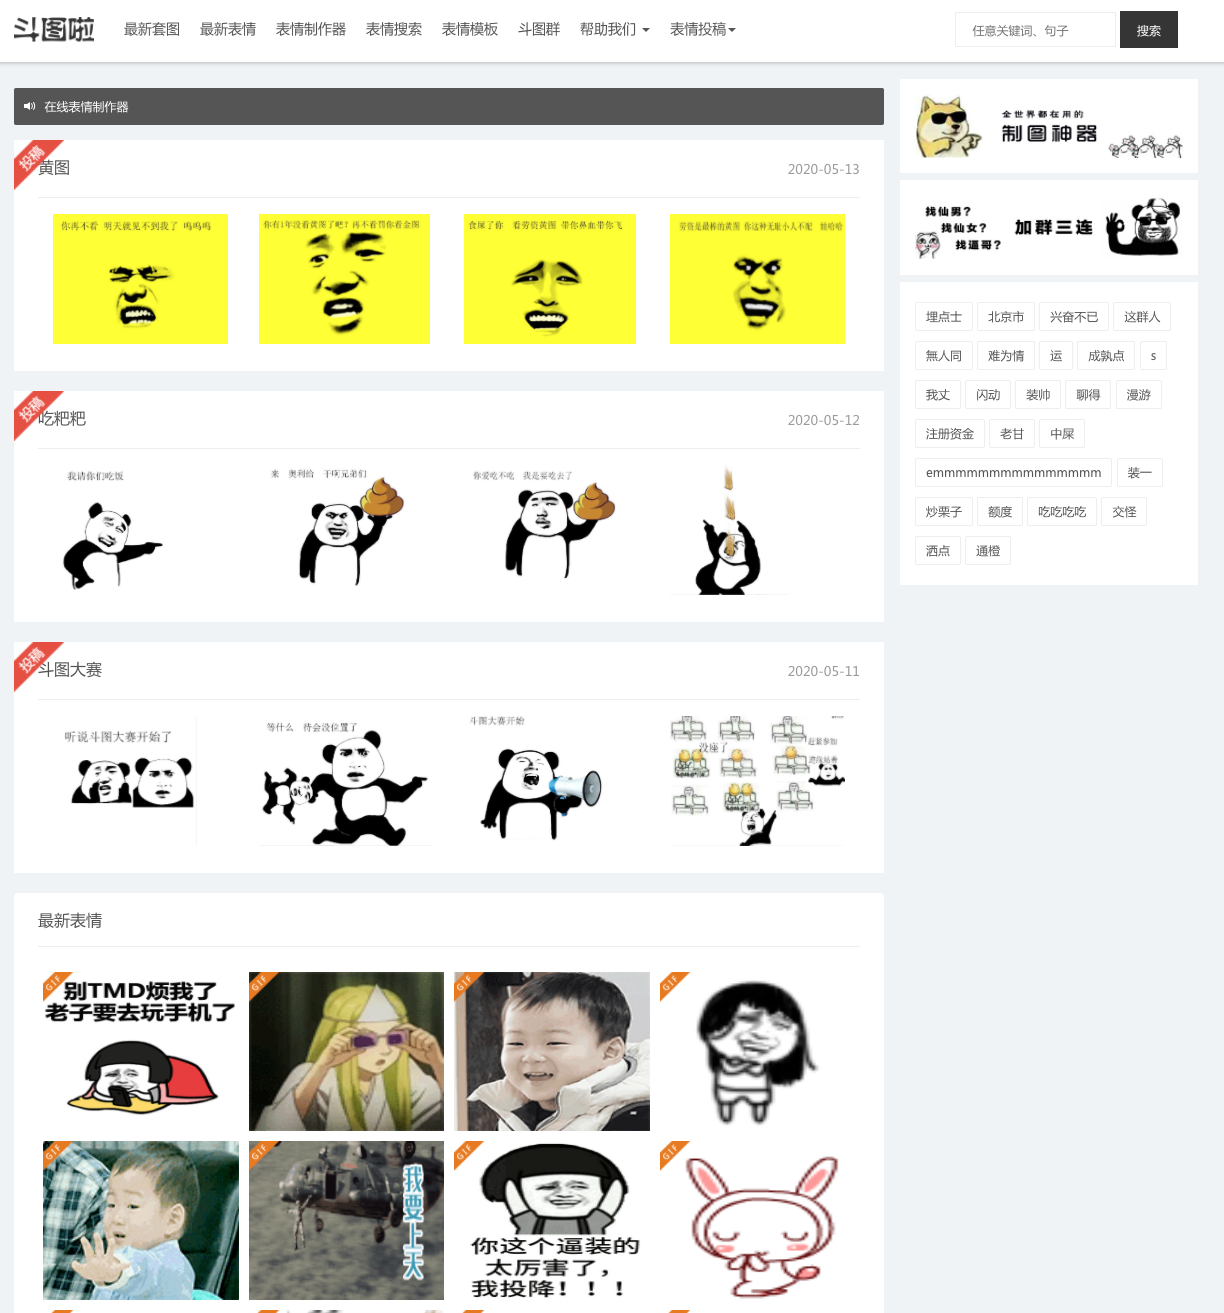 斗图啦
最新套图 最新表情 表情制作器 表情搜索 表情模板 斗图群 帮助我们 表情投稿
任意关键词、句子 搜索
在线表情制作器
投稿
黄图 2020-05-13
你再不看 明天就见不到我了 呜呜呜
你有1年没看黄图了吧？再不看罚你看金图
食屎了你 看劳资黄图 带你鼻血带你飞
劳资是最棒的黄图 你这种无耻小人不配 娃哈哈
投稿
吃粑粑 2020-05-12
我请你们吃饭
来 奥利给 干阿兄弟们
你爱吃不吃 我是要吃去了
投稿
斗图大赛 2020-05-11
听说斗图大赛开始了
等什么 待会没位置了
斗图大赛开始
没座了
最新表情
GIF
别TMD烦我了
老子要去玩手机了
GIF
GIF
GIF
GIF
GIF
我要上天
GIF
你这个逼装的
太厉害了，
我投降！！！
GIF
全世界都在用的
制图神器
找仙男？
找仙女？
找逼哥？
加群三连
埋点士 北京市 兴奋不已 这群人
無人同 难为情 运 成孰点 s
我丈 闪动 装帅 聊得 漫游
注册资金 老甘 中屎
emmmmmmmmmmmmmmm 装一
炒栗子 额度 吃吃吃吃 交怪
洒点 通橙